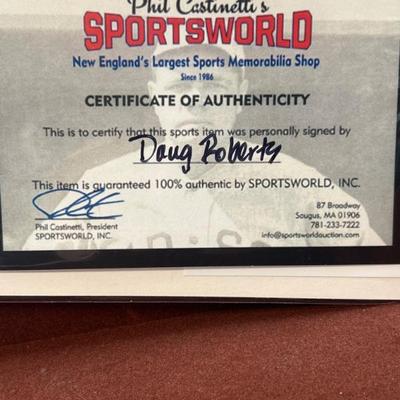 Phil Castinetti's
SPORTSWORLD
New England's Largest Sports Memorabilia Shop
Since 1986
CERTIFICATE OF AUTHENTICITY
This is to certify that this sports item was personally signed by
Doug Roberts
This item is guaranteed 100% authentic by SPORTSWORLD, INC.
Phil Castinetti, President
SPORTSWORLD, INC.
87 Broadway
Saugus, MA 01906
781-233-7222
info@sportsworldauction.com